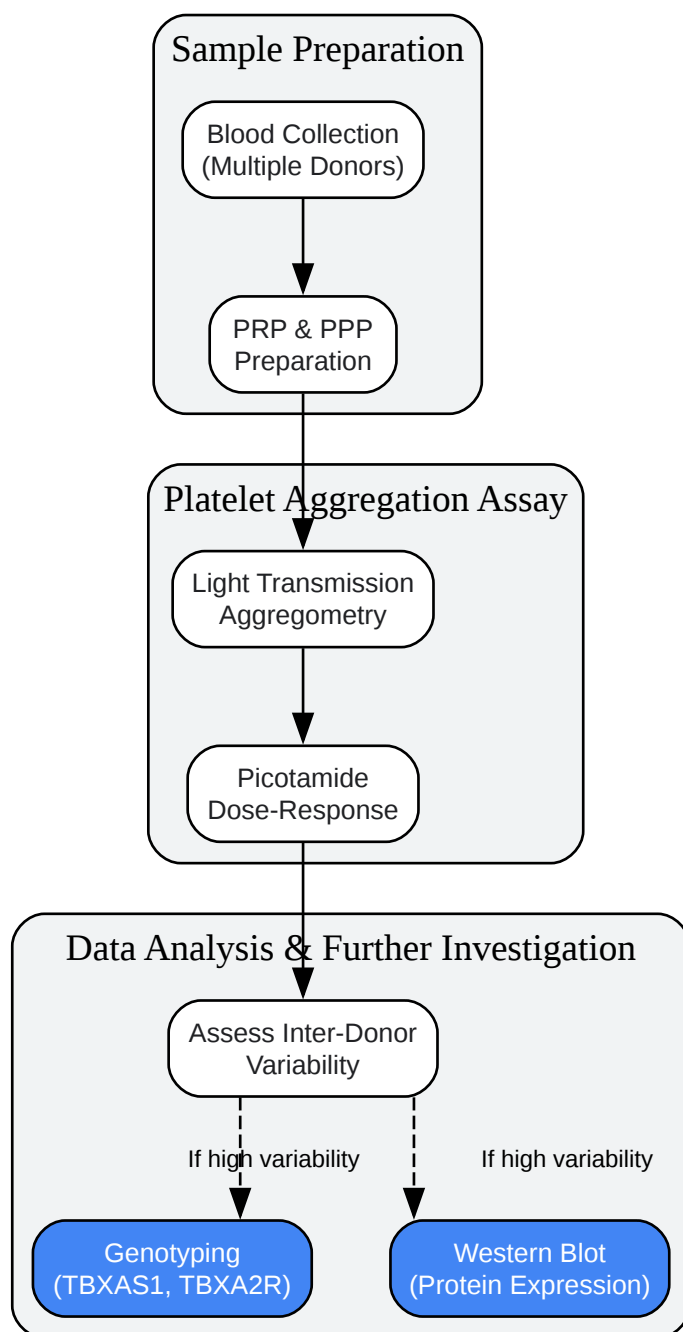 Sample Preparation
Blood Collection
(Multiple Donors)
PRP & PPP
Preparation
Platelet Aggregation Assay
Light Transmission
Aggregometry
Picotamide
Dose-Response
Data Analysis & Further Investigation
Assess Inter-Donor
Variability
If high variability
If high variability
Genotyping
(TBXAS1, TBXA2R)
Western Blot
(Protein Expression)